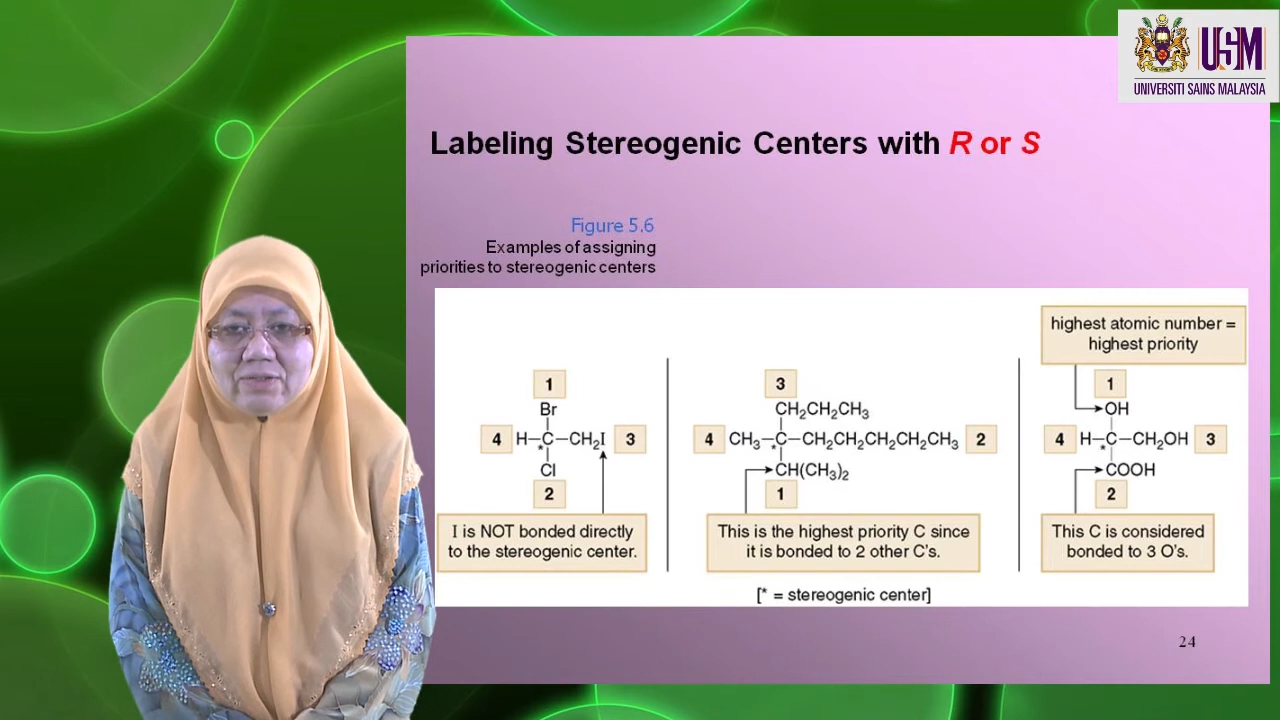 USM
UNIVERSITI SAINS MALAYSIA
Labeling Stereogenic Centers with R or S
Figure 5.6
Examples of assigning
priorities to stereogenic centers
1
Br
4 H–C–CH₂I 3
*
Cl
2
I is NOT bonded directly
to the stereogenic center.
3
CH₂CH₂CH₃
4 CH₃–C–CH₂CH₂CH₂CH₂CH₃ 2
*
CH(CH₃)₂
1
This is the highest priority C since
it is bonded to 2 other C's.
highest atomic number =
highest priority
1
OH
4 H–C–CH₂OH 3
*
COOH
2
This C is considered
bonded to 3 O's.
[* = stereogenic center]
24